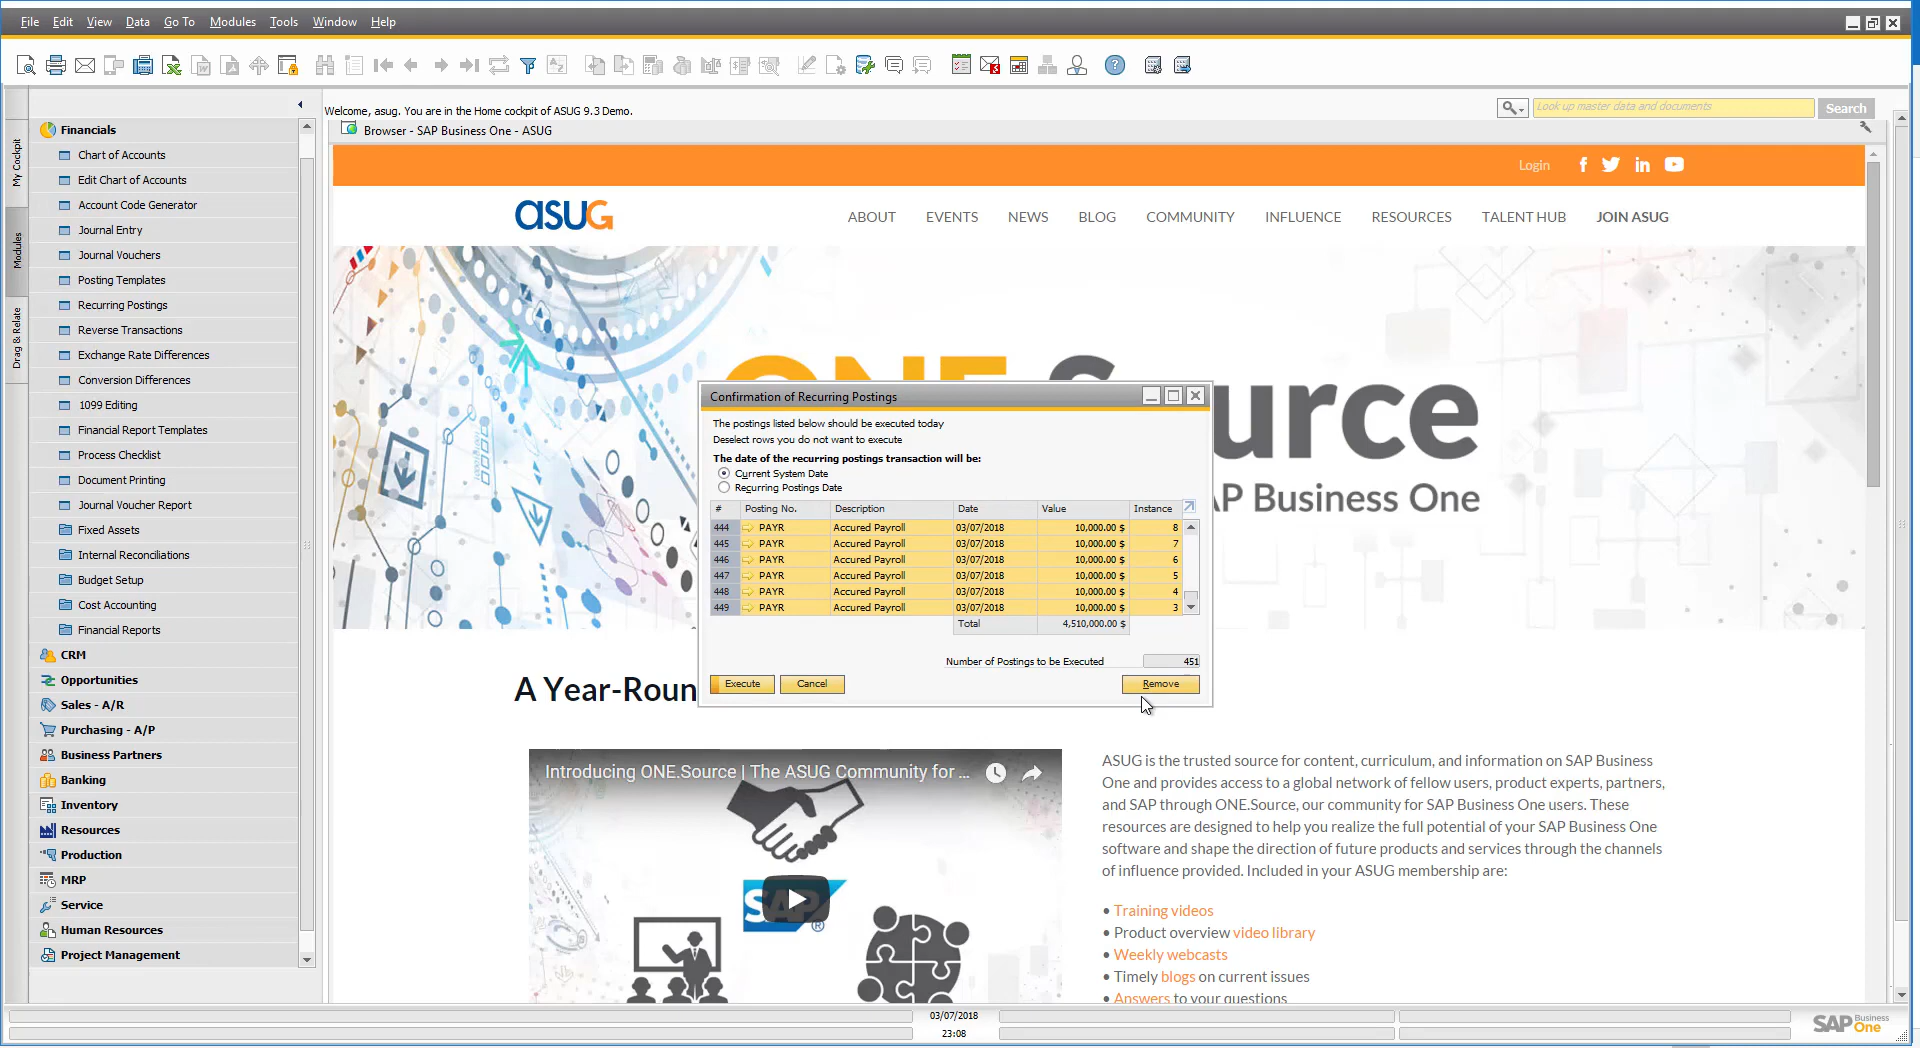 File Edit View Data Go To Modules Tools Window Help
Welcome, asug. You are in the Home cockpit of ASUG 9.3 Demo.
Look up master data and documents
Search
Browser - SAP Business One - ASUG
My Cockpit
Modules
Drag & Relate
Financials
Chart of Accounts
Edit Chart of Accounts
Account Code Generator
Journal Entry
Journal Vouchers
Posting Templates
Recurring Postings
Reverse Transactions
Exchange Rate Differences
Conversion Differences
1099 Editing
Financial Report Templates
Process Checklist
Document Printing
Journal Voucher Report
Fixed Assets
Internal Reconciliations
Budget Setup
Cost Accounting
Financial Reports
CRM
Opportunities
Sales - A/R
Purchasing - A/P
Business Partners
Banking
Inventory
Resources
Production
MRP
Service
Human Resources
Project Management
Login
asuG
ABOUT EVENTS NEWS BLOG COMMUNITY INFLUENCE RESOURCES TALENT HUB JOIN ASUG
urce
AP Business One
Confirmation of Recurring Postings
The postings listed below should be executed today
Deselect rows you do not want to execute
The date of the recurring postings transaction will be:
Current System Date
Recurring Postings Date
# Posting No. Description Date Value Instance
444 PAYR Accured Payroll 03/07/2018 10,000.00 $ 8
445 PAYR Accured Payroll 03/07/2018 10,000.00 $ 7
446 PAYR Accured Payroll 03/07/2018 10,000.00 $ 6
447 PAYR Accured Payroll 03/07/2018 10,000.00 $ 5
448 PAYR Accured Payroll 03/07/2018 10,000.00 $ 4
449 PAYR Accured Payroll 03/07/2018 10,000.00 $ 3
Total 4,510,000.00 $
Number of Postings to be Executed 451
Execute Cancel Remove
A Year-Roun
Introducing ONE.Source | The ASUG Community for ...
SAP ®
ASUG is the trusted source for content, curriculum, and information on SAP Business
One and provides access to a global network of fellow users, product experts, partners,
and SAP through ONE.Source, our community for SAP Business One users. These
resources are designed to help you realize the full potential of your SAP Business One
software and shape the direction of future products and services through the channels
of influence provided. Included in your ASUG membership are:
• Training videos
• Product overview video library
• Weekly webcasts
• Timely blogs on current issues
• Answers to your questions
03/07/2018
23:08
SAP Business One